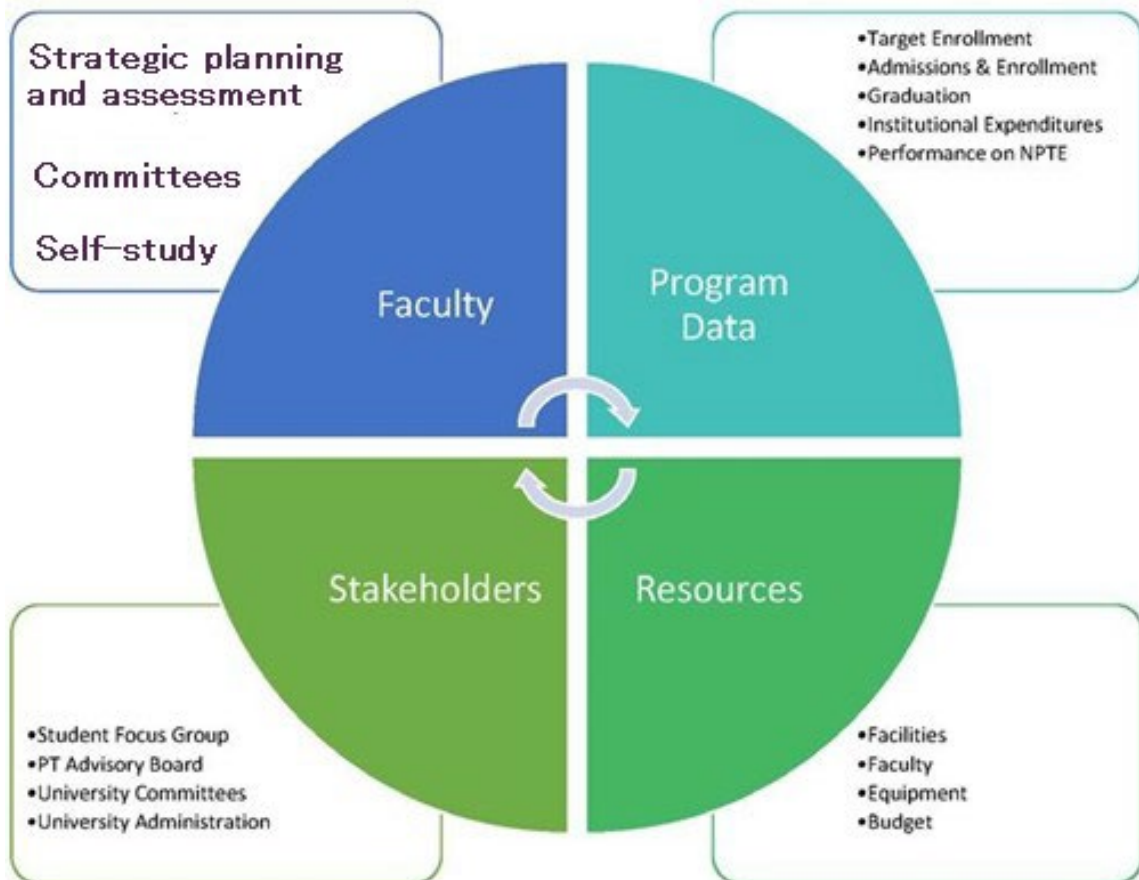 Strategic planning
and assessment
Committees
Self-study
•Target Enrollment
•Admissions & Enrollment
•Graduation
•Institutional Expenditures
•Performance on NPTE
Faculty
Program
Data
Stakeholders
Resources
•Student Focus Group
•PT Advisory Board
•University Committees
•University Administration
•Facilities
•Faculty
•Equipment
•Budget